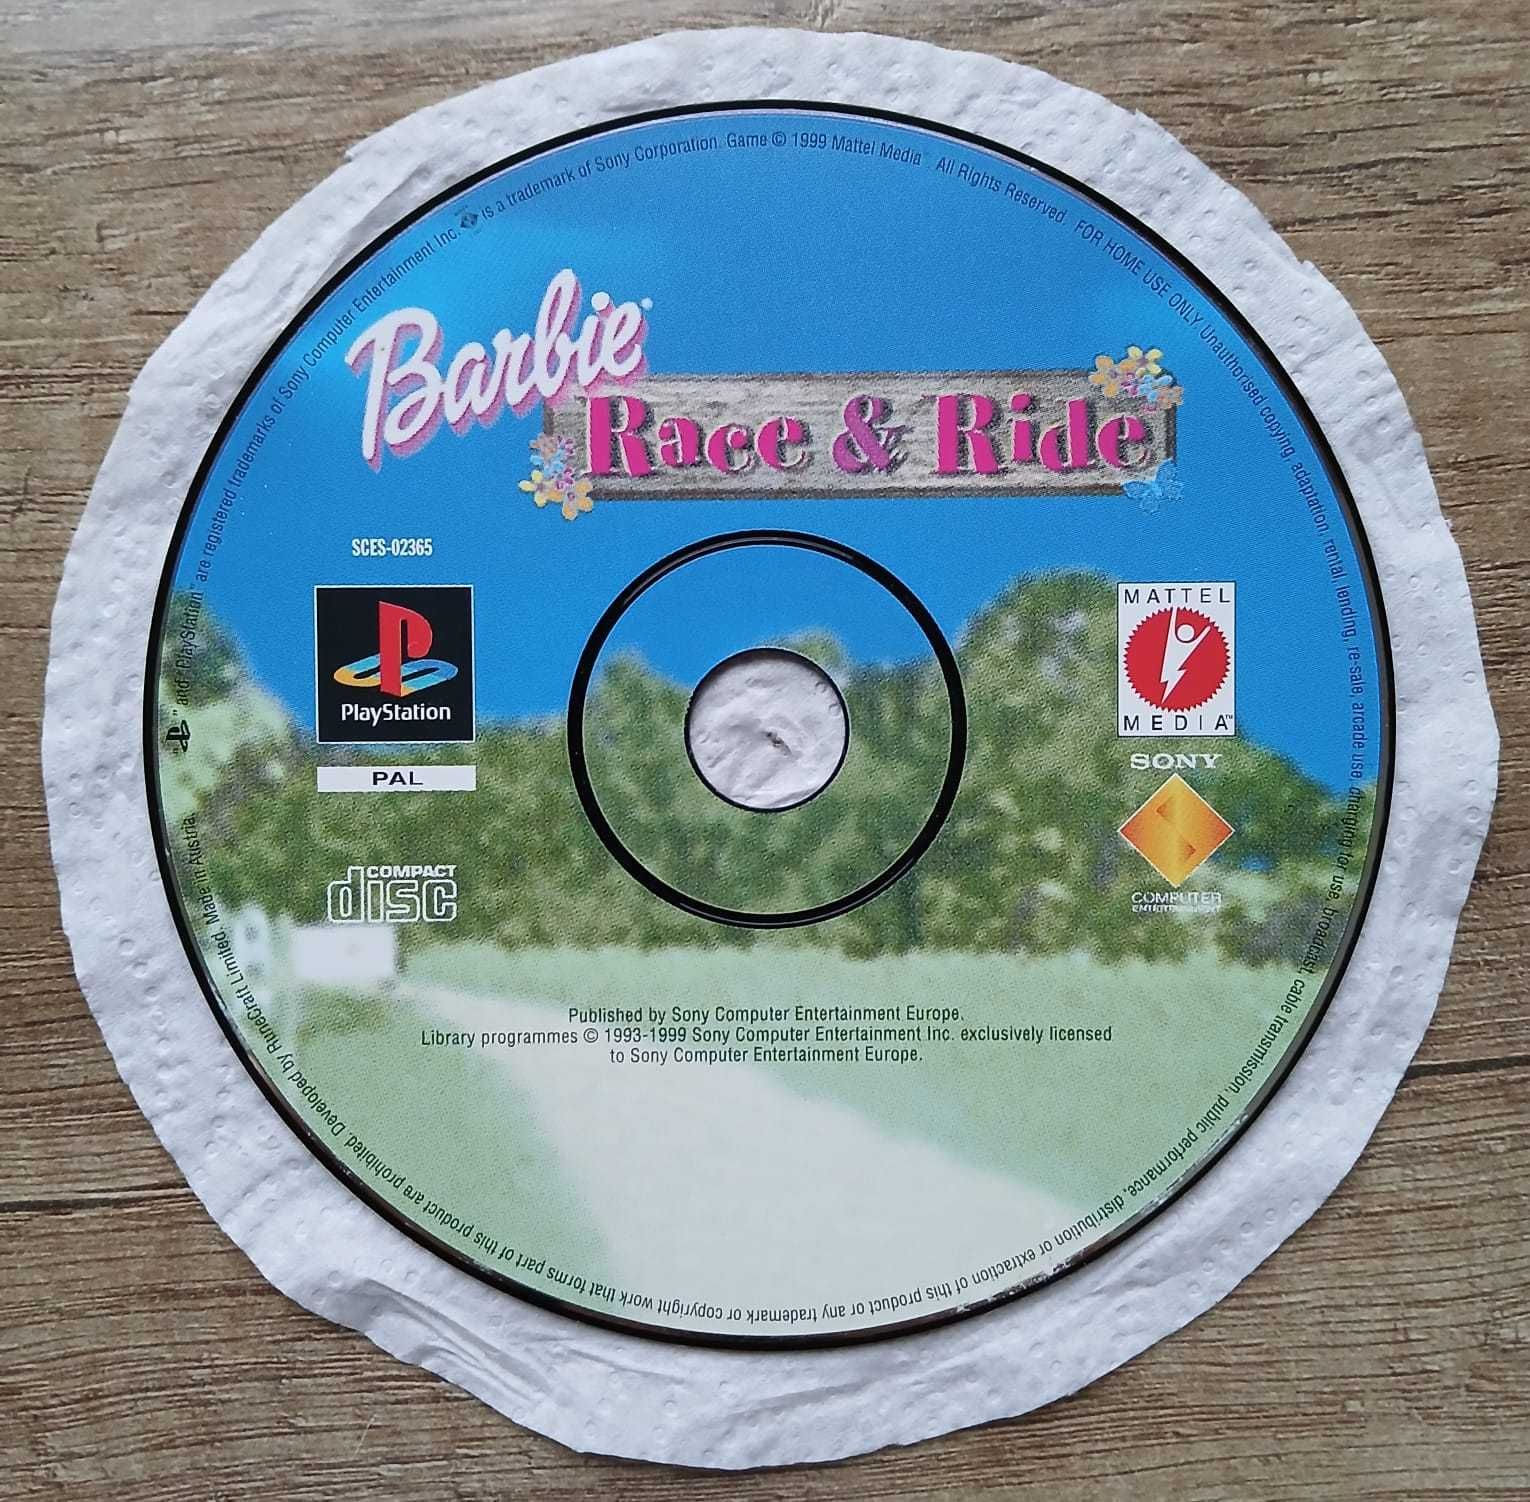 Barbie
Race & Ride
SCES-02365
PlayStation
PAL
COMPACT
disc
MATTEL
MEDIA™
SONY
COMPUTER
ENTERTAINMENT
Published by Sony Computer Entertainment Europe.
Library programmes © 1993-1999 Sony Computer Entertainment Inc. exclusively licensed
to Sony Computer Entertainment Europe.
" and "PlayStation" are registered trademarks of Sony Computer Entertainment Inc. is a trademark of Sony Corporation. Game © 1999 Mattel Media™ All Rights Reserved. FOR HOME USE ONLY. Unauthorised copying, adaptation, rental, lending, re-sale, arcade use, charging for use, broadcast, cable transmission, public performance, distribution or extraction of this product or any trademark or copyright work that forms part of this product are prohibited. Developed by RuneCraft Limited. Made in Austria.